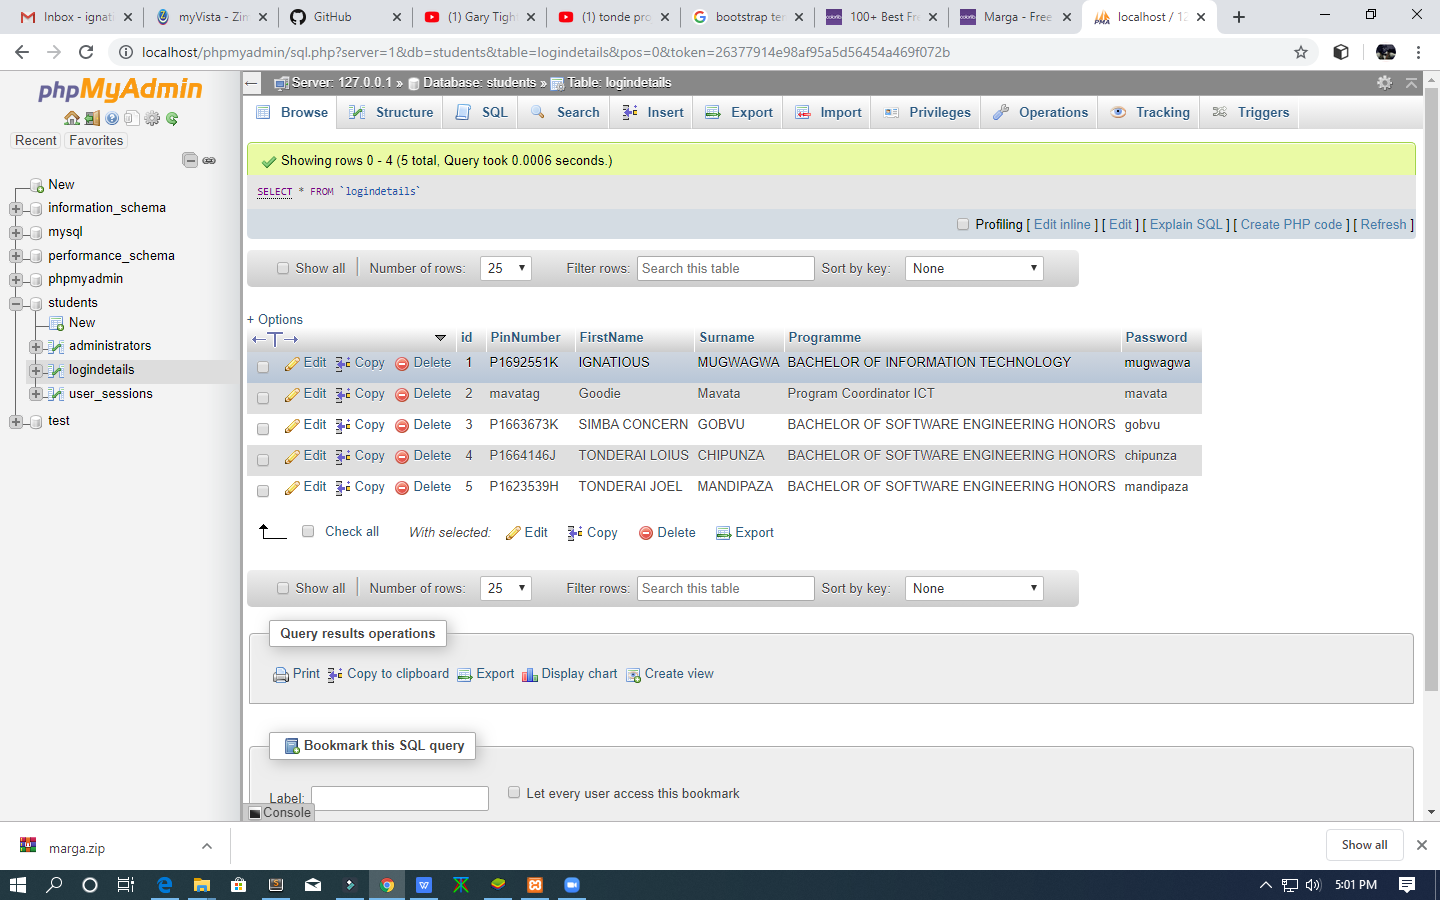 Inbox - ignati
myVista - Zim
GitHub
(1) Gary Tight
(1) tonde pro
bootstrap tem
100+ Best Fre
Marga - Free
localhost / 12
localhost/phpmyadmin/sql.php?server=1&db=students&table=logindetails&pos=0&token=26377914e98af95a5d56454a469f072b
phpMyAdmin
Recent Favorites
New
information_schema
mysql
performance_schema
phpmyadmin
students
New
administrators
logindetails
user_sessions
test
Server: 127.0.0.1 » Database: students » Table: logindetails
Browse Structure SQL Search Insert Export Import Privileges Operations Tracking Triggers
Showing rows 0 - 4 (5 total, Query took 0.0006 seconds.)
SELECT * FROM `logindetails`
Profiling [ Edit inline ] [ Edit ] [ Explain SQL ] [ Create PHP code ] [ Refresh ]
Show all Number of rows: 25 Filter rows: Search this table Sort by key: None
+ Options
id PinNumber FirstName Surname Programme Password
Edit Copy Delete 1 P1692551K IGNATIOUS MUGWAGWA BACHELOR OF INFORMATION TECHNOLOGY mugwagwa
Edit Copy Delete 2 mavatag Goodie Mavata Program Coordinator ICT mavata
Edit Copy Delete 3 P1663673K SIMBA CONCERN GOBVU BACHELOR OF SOFTWARE ENGINEERING HONORS gobvu
Edit Copy Delete 4 P1664146J TONDERAI LOIUS CHIPUNZA BACHELOR OF SOFTWARE ENGINEERING HONORS chipunza
Edit Copy Delete 5 P1623539H TONDERAI JOEL MANDIPAZA BACHELOR OF SOFTWARE ENGINEERING HONORS mandipaza
Check all With selected: Edit Copy Delete Export
Show all Number of rows: 25 Filter rows: Search this table Sort by key: None
Query results operations
Print Copy to clipboard Export Display chart Create view
Bookmark this SQL query
Label: Let every user access this bookmark
Console
marga.zip
Show all
5:01 PM